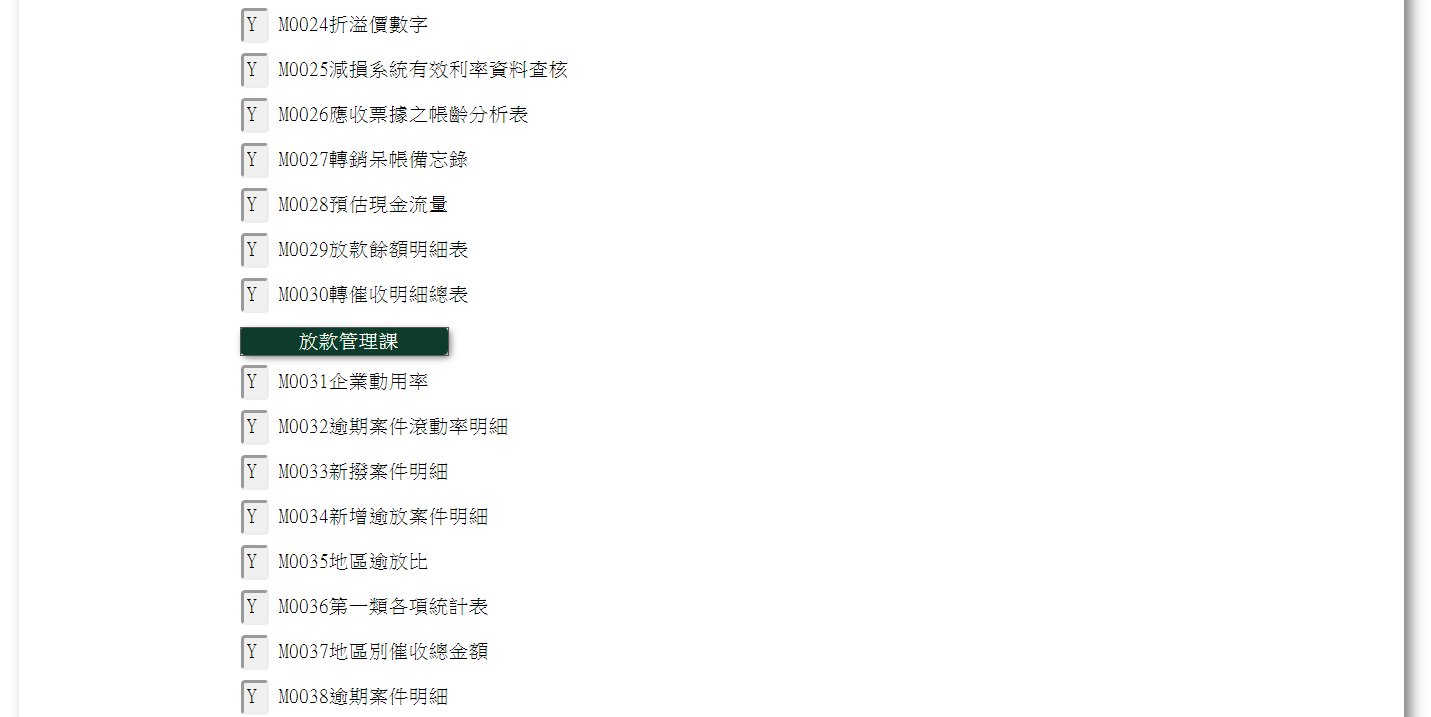 Y M0024折溢價數字
Y M0025減損系統有效利率資料查核
Y M0026應收票據之帳齡分析表
Y M0027轉銷呆帳備忘錄
Y M0028預估現金流量
Y M0029放款餘額明細表
Y M0030轉催收明細總表
放款管理課
Y M0031企業動用率
Y M0032逾期案件滾動率明細
Y M0033新撥案件明細
Y M0034新增逾放案件明細
Y M0035地區逾放比
Y M0036第一類各項統計表
Y M0037地區別催收總金額
Y M0038逾期案件明細